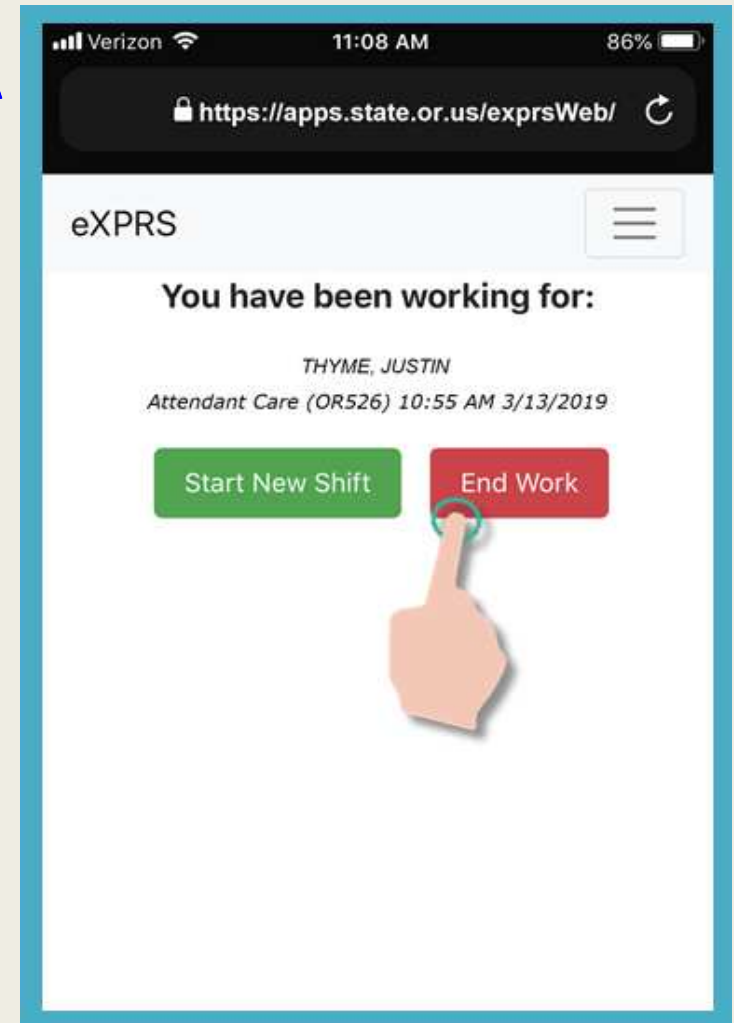 Verizon 11:08 AM 86%
https://apps.state.or.us/exprsWeb/
eXPRS
You have been working for:
THYME, JUSTIN
Attendant Care (OR526) 10:55 AM 3/13/2019
Start New Shift End Work